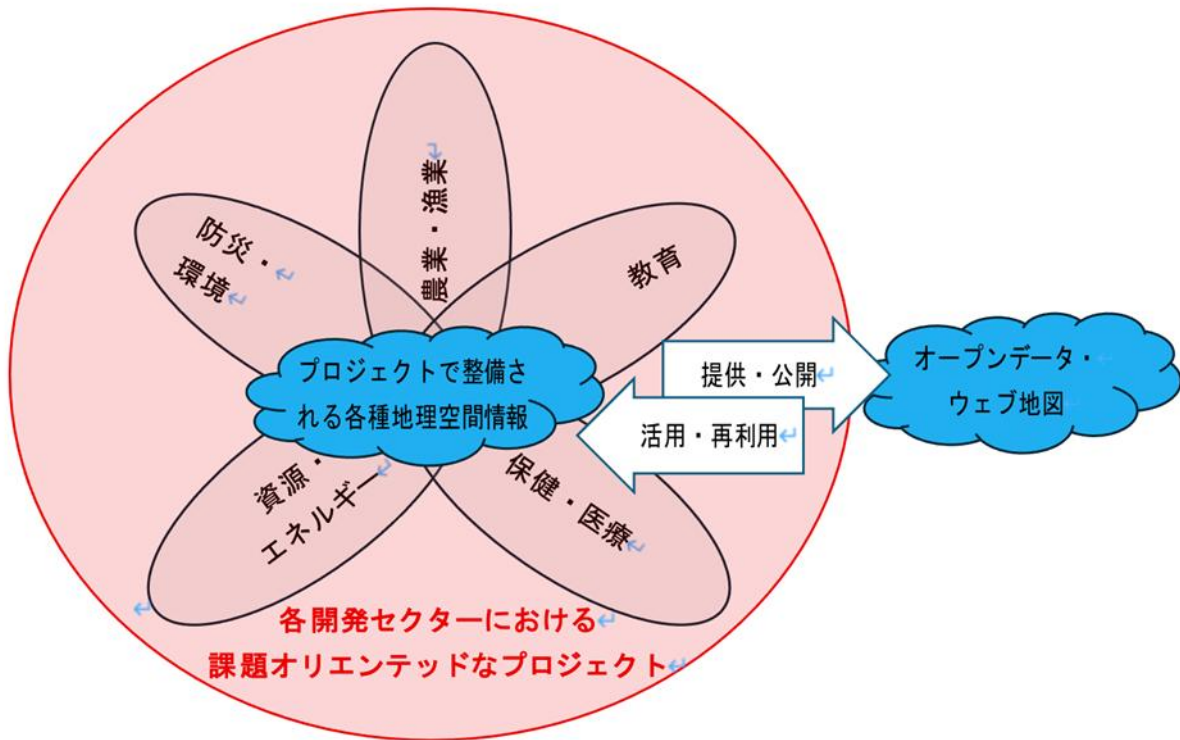 農業・漁業
防災・
環境
教育
プロジェクトで整備さ
れる各種地理空間情報
提供・公開
オープンデータ・
ウェブ地図
活用・再利用
資源・
エネルギー
保健・医療
各開発セクターにおける
課題オリエンテッドなプロジェクト